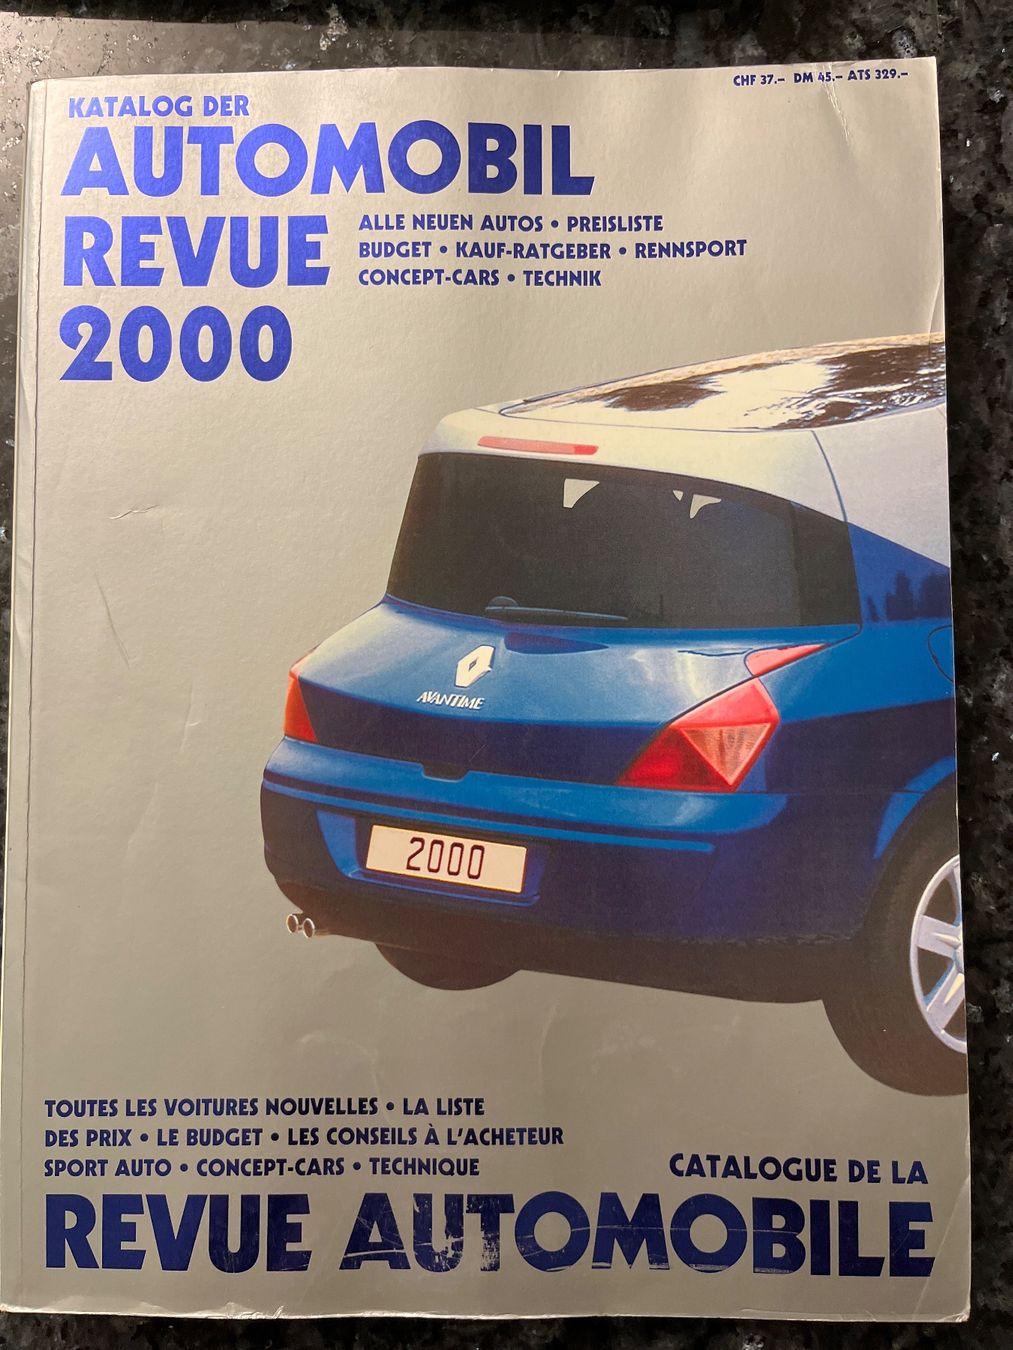 CHF 37.– DM 45.– ATS 329.–
KATALOG DER
AUTOMOBIL
REVUE
2000
ALLE NEUEN AUTOS • PREISLISTE
BUDGET • KAUF-RATGEBER • RENNSPORT
CONCEPT-CARS • TECHNIK
AVANTIME
2000
TOUTES LES VOITURES NOUVELLES • LA LISTE
DES PRIX • LE BUDGET • LES CONSEILS À L'ACHETEUR
SPORT AUTO • CONCEPT-CARS • TECHNIQUE
CATALOGUE DE LA
REVUE AUTOMOBILE